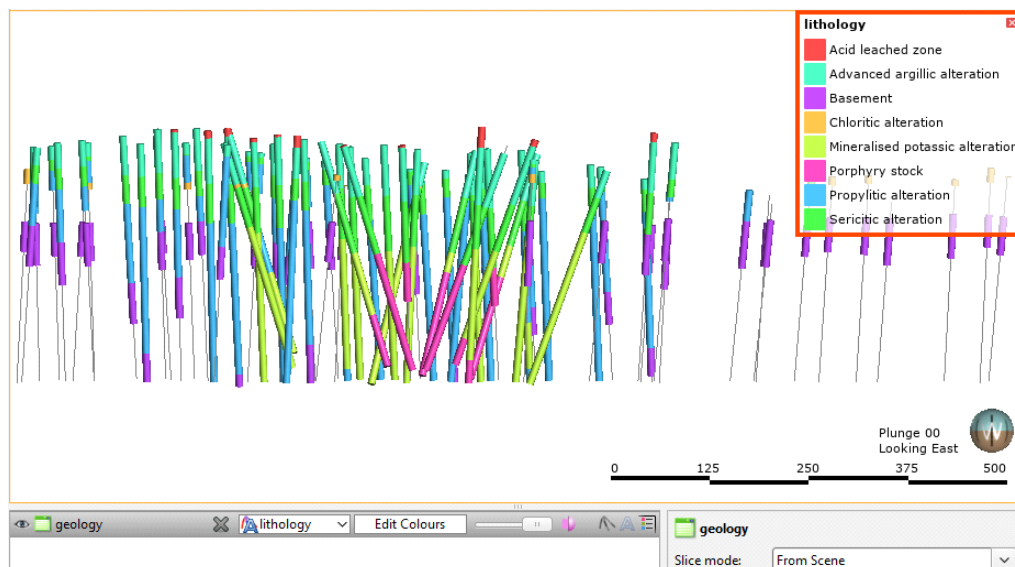 lithology
Acid leached zone
Advanced argillic alteration
Basement
Chloritic alteration
Mineralised potassic alteration
Porphyry stock
Propylitic alteration
Sericitic alteration
Plunge 00
Looking East
0 125 250 375 500
geology lithology Edit Colours
geology
Slice mode: From Scene